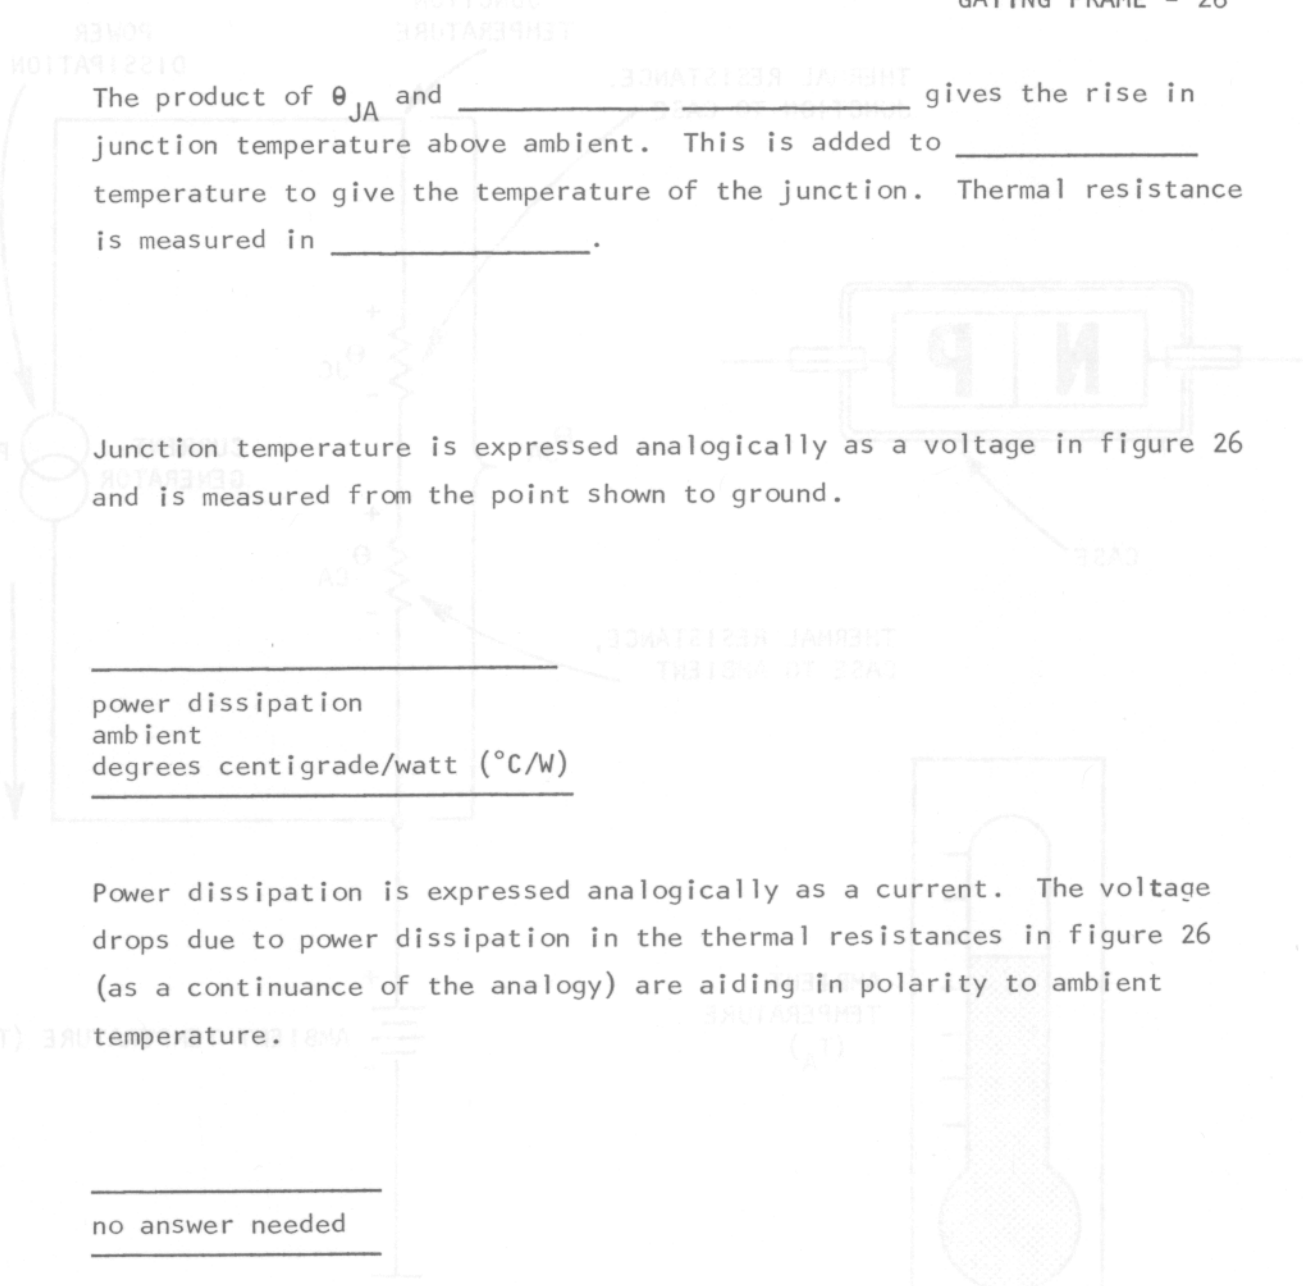 GATING FRAME - 26
The product of θJA and ____________ ____________ gives the rise in
junction temperature above ambient. This is added to ____________
temperature to give the temperature of the junction. Thermal resistance
is measured in ____________.
Junction temperature is expressed analogically as a voltage in figure 26
and is measured from the point shown to ground.
power dissipation
ambient
degrees centigrade/watt (°C/W)
Power dissipation is expressed analogically as a current. The voltage
drops due to power dissipation in the thermal resistances in figure 26
(as a continuance of the analogy) are aiding in polarity to ambient
temperature.
no answer needed